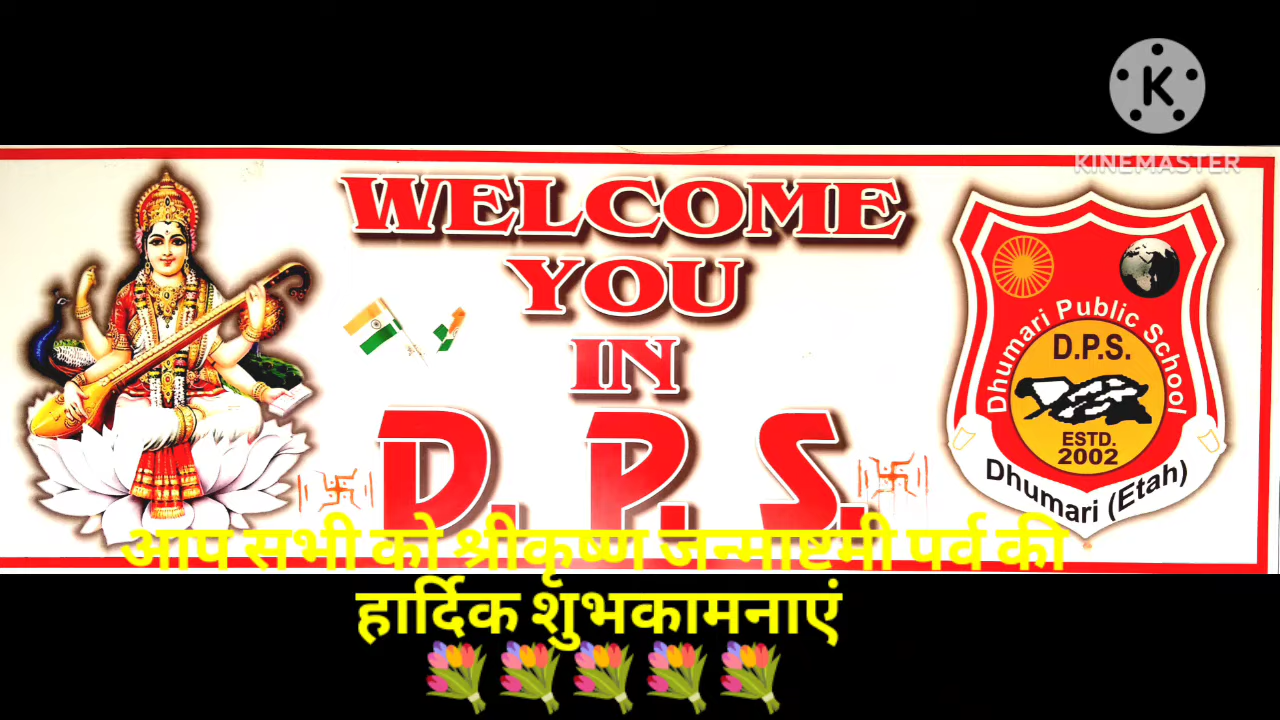 KINEMASTER
WELCOME
YOU
IN
D.P.S.
Dhumari Public School
D.P.S.
ESTD.
2002
Dhumari (Etah)
आप सभी को श्रीकृष्ण जन्माष्टमी पर्व की
हार्दिक शुभकामनाएं